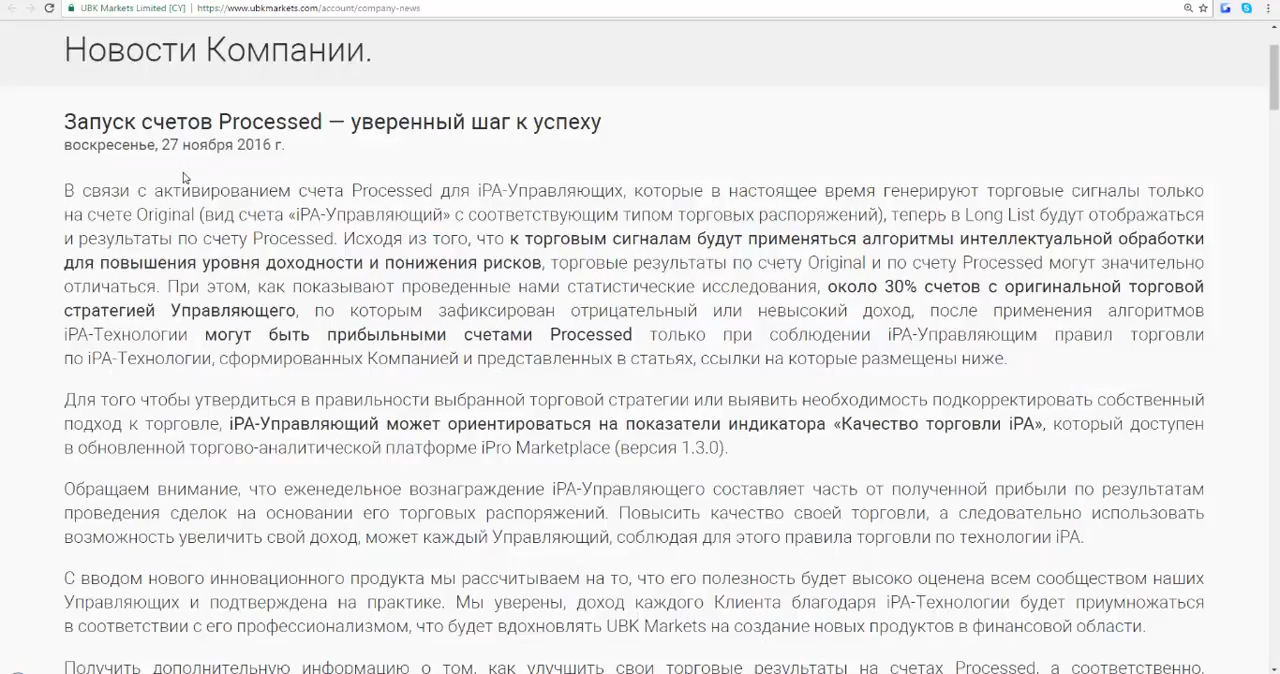 UBK Markets Limited [CY] | https://www.ubkmarkets.com/account/company-news
Новости Компании.
Запуск счетов Processed — уверенный шаг к успеху
воскресенье, 27 ноября 2016 г.
В связи с активированием счета Processed для iPA-Управляющих, которые в настоящее время генерируют торговые сигналы только
на счете Original (вид счета «iPA-Управляющий» с соответствующим типом торговых распоряжений), теперь в Long List будут отображаться
и результаты по счету Processed. Исходя из того, что к торговым сигналам будут применяться алгоритмы интеллектуальной обработки
для повышения уровня доходности и понижения рисков, торговые результаты по счету Original и по счету Processed могут значительно
отличаться. При этом, как показывают проведенные нами статистические исследования, около 30% счетов с оригинальной торговой
стратегией Управляющего, по которым зафиксирован отрицательный или невысокий доход, после применения алгоритмов
iPA-Технологии могут быть прибыльными счетами Processed только при соблюдении iPA-Управляющим правил торговли
по iPA-Технологии, сформированных Компанией и представленных в статьях, ссылки на которые размещены ниже.
Для того чтобы утвердиться в правильности выбранной торговой стратегии или выявить необходимость подкорректировать собственный
подход к торговле, iPA-Управляющий может ориентироваться на показатели индикатора «Качество торговли iPA», который доступен
в обновленной торгово-аналитической платформе iPro Marketplace (версия 1.3.0).
Обращаем внимание, что еженедельное вознаграждение iPA-Управляющего составляет часть от полученной прибыли по результатам
проведения сделок на основании его торговых распоряжений. Повысить качество своей торговли, а следовательно использовать
возможность увеличить свой доход, может каждый Управляющий, соблюдая для этого правила торговли по технологии iPA.
С вводом нового инновационного продукта мы рассчитываем на то, что его полезность будет высоко оценена всем сообществом наших
Управляющих и подтверждена на практике. Мы уверены, доход каждого Клиента благодаря iPA-Технологии будет приумножаться
в соответствии с его профессионализмом, что будет вдохновлять UBK Markets на создание новых продуктов в финансовой области.
Получить дополнительную информацию о том, как улучшить свои торговые результаты на счетах Processed, а соответственно,